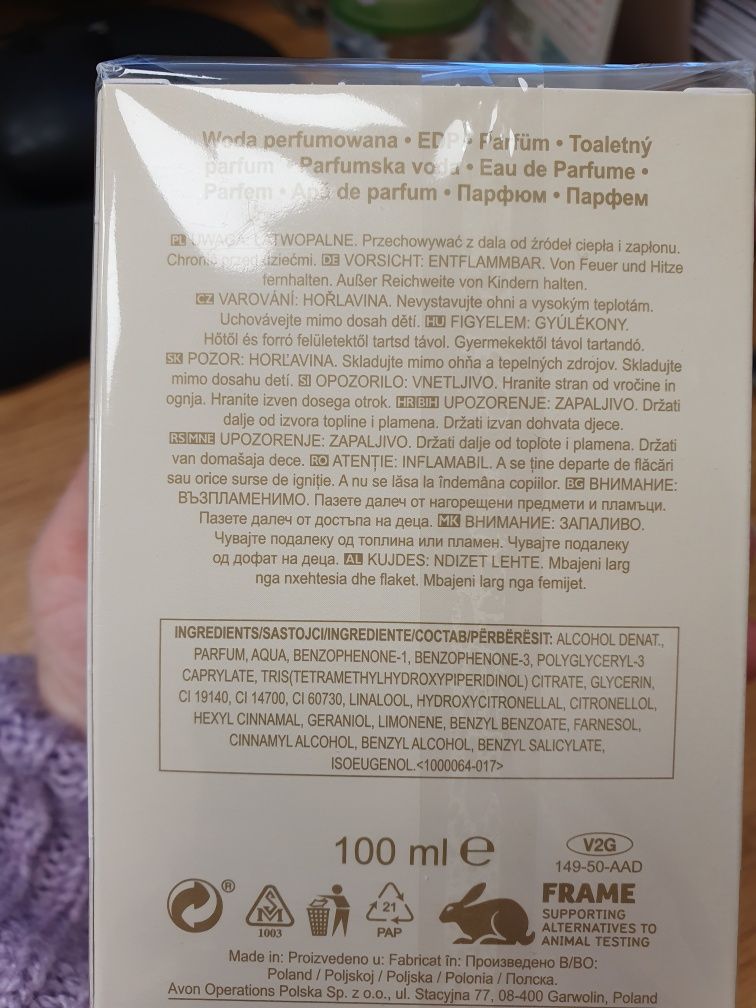 Woda perfumowana • EDP • Parfüm • Toaletný
parfum • Parfumska voda • Eau de Parfume •
Parfem • Apă de parfum • Парфюм • Парфем
PL UWAGA: ŁATWOPALNE. Przechowywać z dala od źródeł ciepła i zapłonu.
Chronić przed dziećmi. DE VORSICHT: ENTFLAMMBAR. Von Feuer und Hitze
fernhalten. Außer Reichweite von Kindern halten.
CZ VAROVÁNÍ: HOŘLAVINA. Nevystavujte ohni a vysokým teplotám.
Uchovávejte mimo dosah dětí. HU FIGYELEM: GYÚLÉKONY.
Hőtől és forró felületektől tartsd távol. Gyermekektől távol tartandó.
SK POZOR: HORĽAVINA. Skladujte mimo ohňa a tepelných zdrojov. Skladujte
mimo dosahu detí. SI OPOZORILO: VNETLJIVO. Hranite stran od vročine in
ognja. Hranite izven dosega otrok. HR BIH UPOZORENJE: ZAPALJIVO. Držati
dalje od izvora topline i plamena. Držati izvan dohvata djece.
RS MNE UPOZORENJE: ZAPALJIVO. Držati dalje od toplote i plamena. Držati
van domašaja dece. RO ATENȚIE: INFLAMABIL. A se ține departe de flăcări
sau orice surse de igniție. A nu se lăsa la îndemâna copiilor. BG ВНИМАНИЕ:
ВЪЗПЛАМЕНИМО. Пазете далеч от нагорещени предмети и пламъци.
Пазете далеч от достъпа на деца. MK ВНИМАНИЕ: ЗАПАЛИВО.
Чувајте подалеку од топлина или пламен. Чувајте подалеку
од дофат на деца. AL KUJDES: NDIZET LEHTE. Mbajeni larg
nga nxehtesia dhe flaket. Mbajeni larg nga femijet.
INGREDIENTS/SASTOJCI/INGREDIENTE/СОСТАВ/PËRBËRËSIT: ALCOHOL DENAT.,
PARFUM, AQUA, BENZOPHENONE-1, BENZOPHENONE-3, POLYGLYCERYL-3
CAPRYLATE, TRIS(TETRAMETHYLHYDROXYPIPERIDINOL) CITRATE, GLYCERIN,
CI 19140, CI 14700, CI 60730, LINALOOL, HYDROXYCITRONELLAL, CITRONELLOL,
HEXYL CINNAMAL, GERANIOL, LIMONENE, BENZYL BENZOATE, FARNESOL,
CINNAMYL ALCOHOL, BENZYL ALCOHOL, BENZYL SALICYLATE,
ISOEUGENOL.<1000064-017>
100 ml e
V2G
149-50-AAD
®
SM
1003
21
PAP
FRAME
SUPPORTING
ALTERNATIVES TO
ANIMAL TESTING
Made in: Proizvedeno u: Fabricat în: Произведено В/ВО:
Poland / Poljskoj / Poljska / Polonia / Полска.
Avon Operations Polska Sp. z o.o., ul. Stacyjna 77, 08-400 Garwolin, Poland